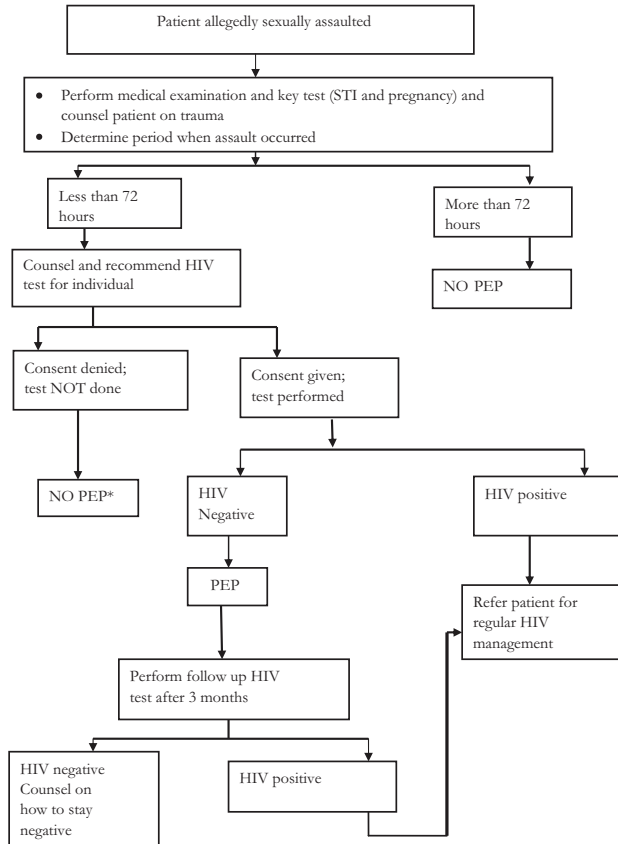 Patient allegedly sexually assaulted
• Perform medical examination and key test (STI and pregnancy) and
counsel patient on trauma
• Determine period when assault occurred
Less than 72
hours
More than 72
hours
Counsel and recommend HIV
test for individual
NO PEP
Consent denied;
test NOT done
Consent given;
test performed
NO PEP*
HIV
Negative
HIV positive
PEP
Refer patient for
regular HIV
management
Perform follow up HIV
test after 3 months
HIV negative
Counsel on
how to stay
negative
HIV positive